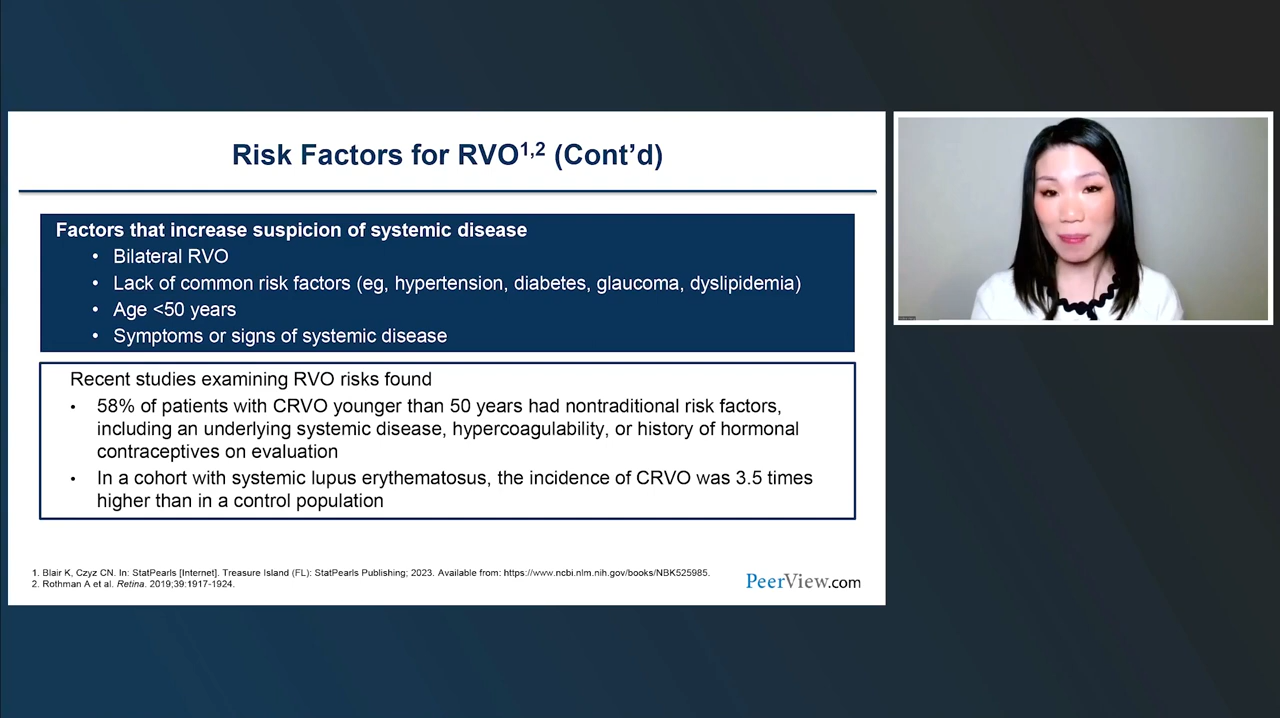 Risk Factors for RVO1,2 (Cont’d)
Factors that increase suspicion of systemic disease
• Bilateral RVO
• Lack of common risk factors (eg, hypertension, diabetes, glaucoma, dyslipidemia)
• Age <50 years
• Symptoms or signs of systemic disease
Recent studies examining RVO risks found
• 58% of patients with CRVO younger than 50 years had nontraditional risk factors,
including an underlying systemic disease, hypercoagulability, or history of hormonal
contraceptives on evaluation
• In a cohort with systemic lupus erythematosus, the incidence of CRVO was 3.5 times
higher than in a control population
1. Blair K, Czyz CN. In: StatPearls [Internet]. Treasure Island (FL): StatPearls Publishing; 2023. Available from: https://www.ncbi.nlm.nih.gov/books/NBK525985.
2. Rothman A et al. Retina. 2019;39:1917-1924.
PeerView.com